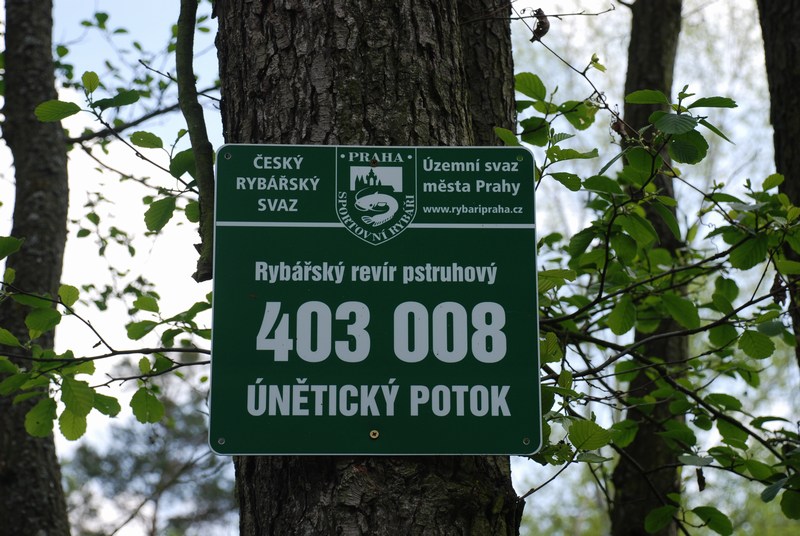 ČESKÝ
RYBÁŘSKÝ
SVAZ
· PRAHA ·
SPORTOVNÍ RYBÁŘI
Územní svaz
města Prahy
www.rybaripraha.cz
Rybářský revír pstruhový
403 008
ÚNĚTICKÝ POTOK